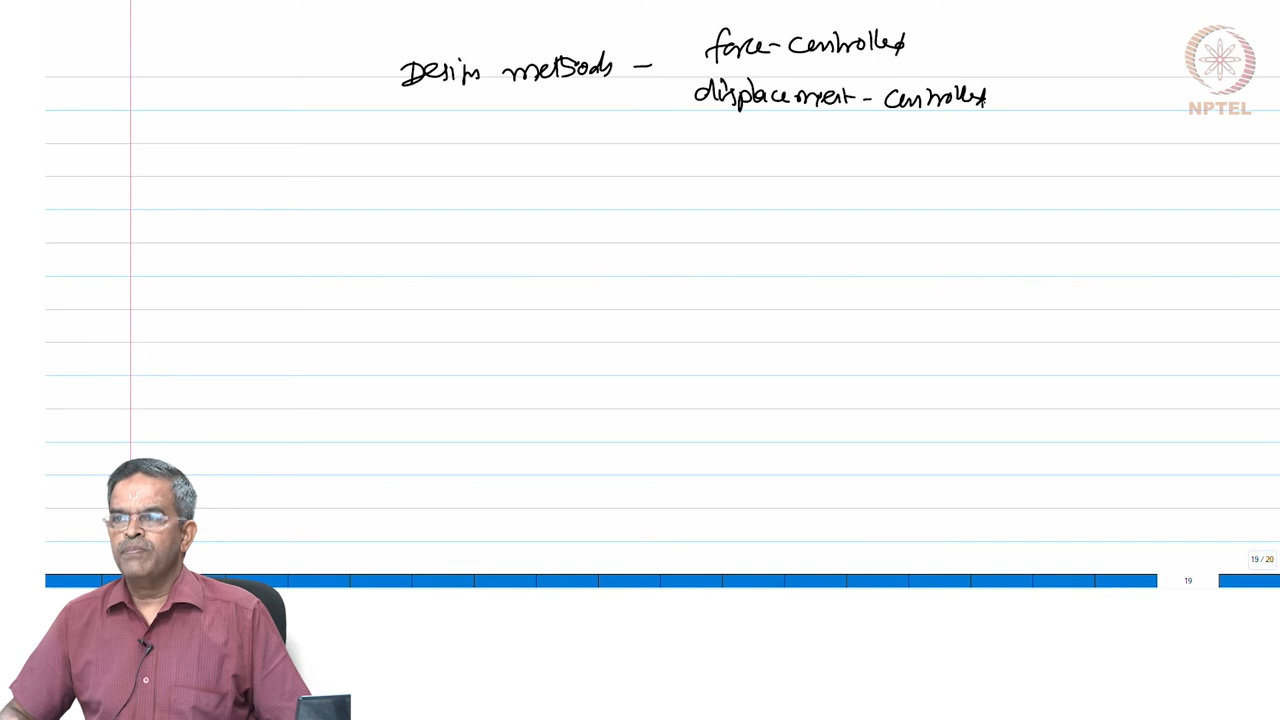 force-controlled
Design methods -
displacement - controlled
NPTEL
19 / 20
19